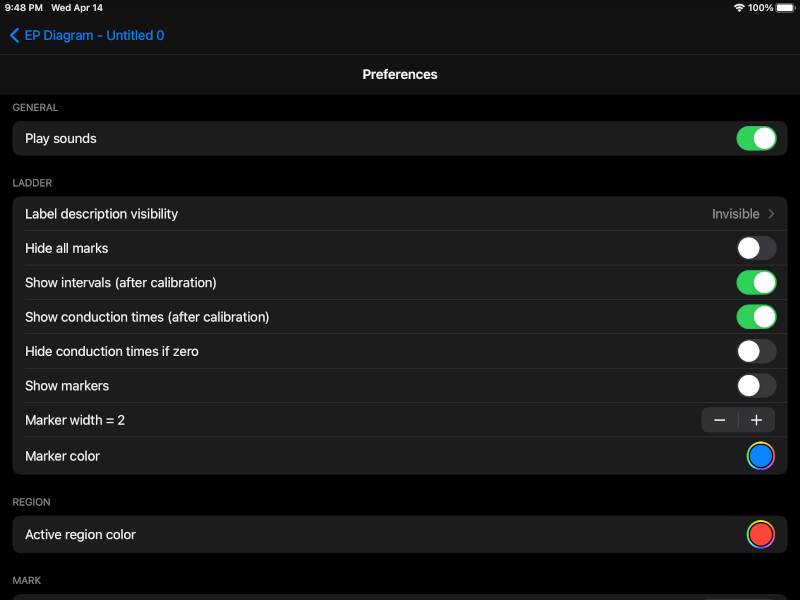 9:48 PM Wed Apr 14 100%
EP Diagram - Untitled 0
Preferences
GENERAL
Play sounds
LADDER
Label description visibility Invisible
Hide all marks
Show intervals (after calibration)
Show conduction times (after calibration)
Hide conduction times if zero
Show markers
Marker width = 2 − +
Marker color
REGION
Active region color
MARK